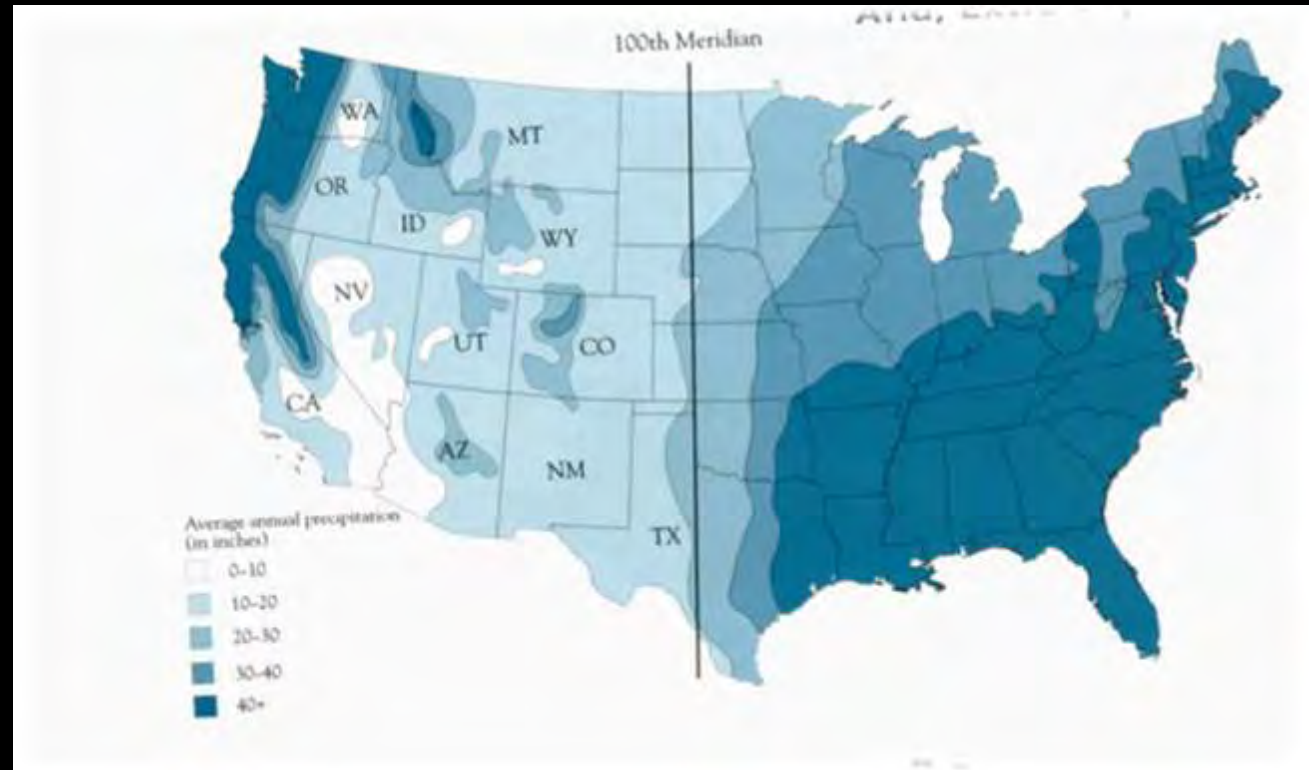 100th Meridian
WA
MT
OR
ID
WY
NV
UT
CO
CA
AZ
NM
TX
Average annual precipitation
(in inches)
0-10
10-20
20-30
30-40
40+